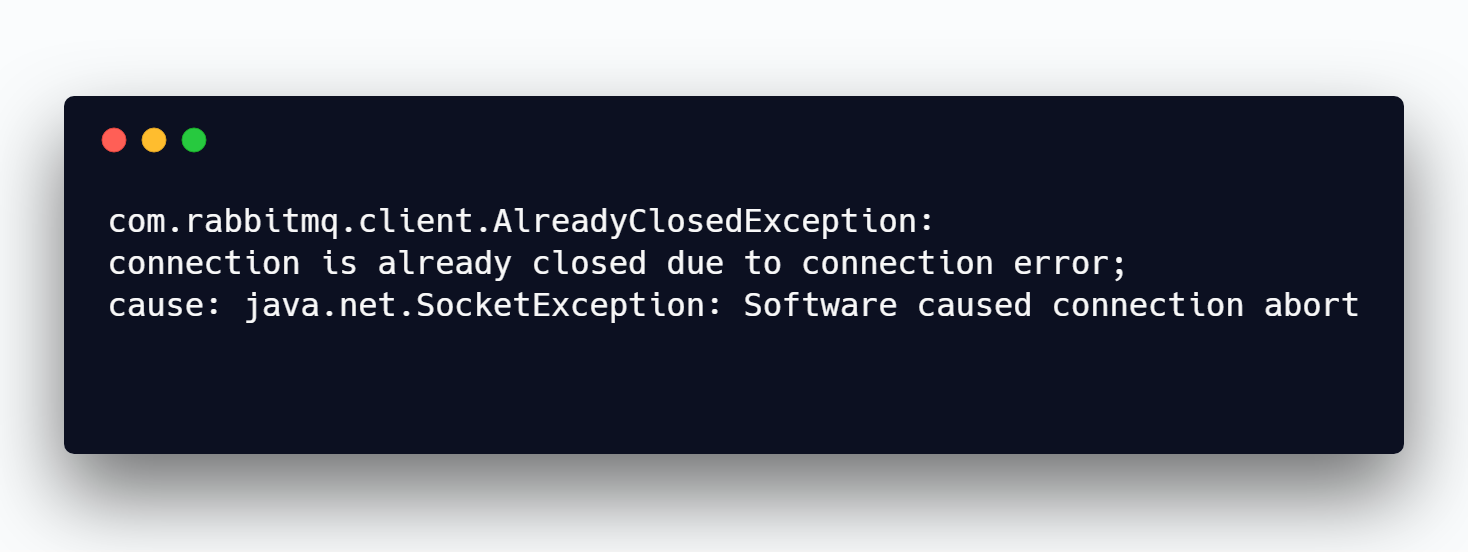 com.rabbitmq.client.AlreadyClosedException:
connection is already closed due to connection error;
cause: java.net.SocketException: Software caused connection abort